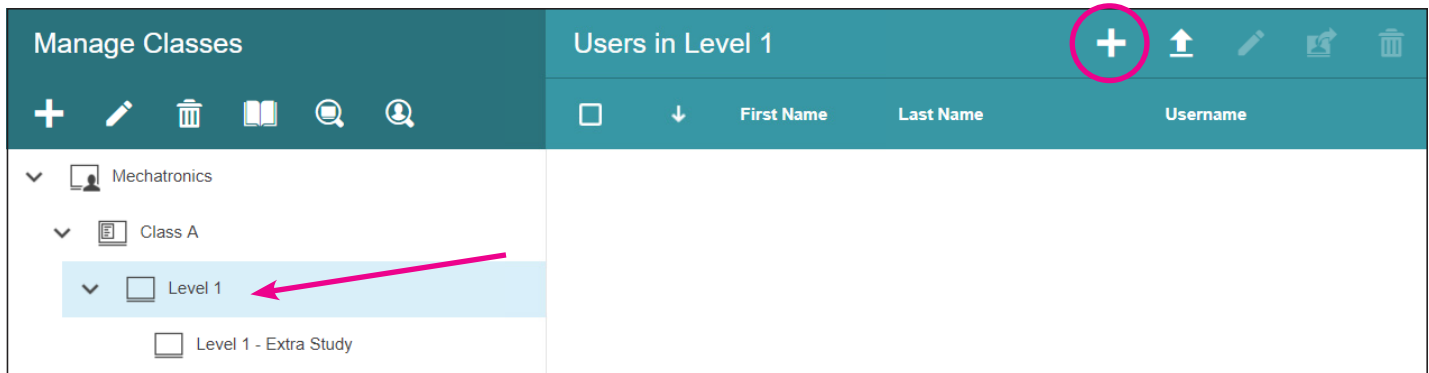 Manage Classes
Users in Level 1
First Name Last Name Username
Mechatronics
Class A
Level 1
Level 1 - Extra Study